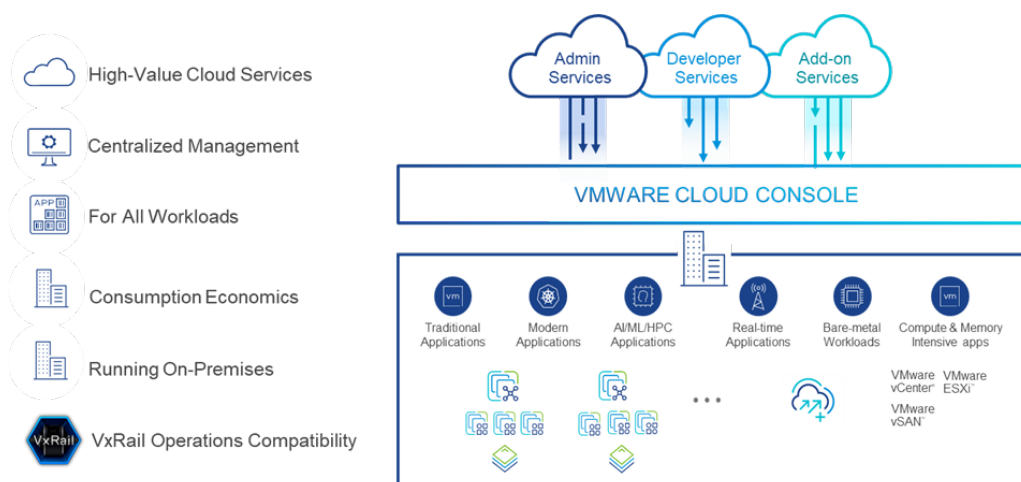 High-Value Cloud Services
Centralized Management
APP
For All Workloads
Consumption Economics
Running On-Premises
VxRail
VxRail Operations Compatibility
Admin
Services
Developer
Services
Add-on
Services
VMWARE CLOUD CONSOLE
vm
Traditional
Applications
Modern
Applications
AI/ML/HPC
Applications
Real-time
Applications
Bare-metal
Workloads
vm
Compute & Memory
Intensive apps
VMware
vCenter®
VMware
ESXi™
VMware
vSAN™